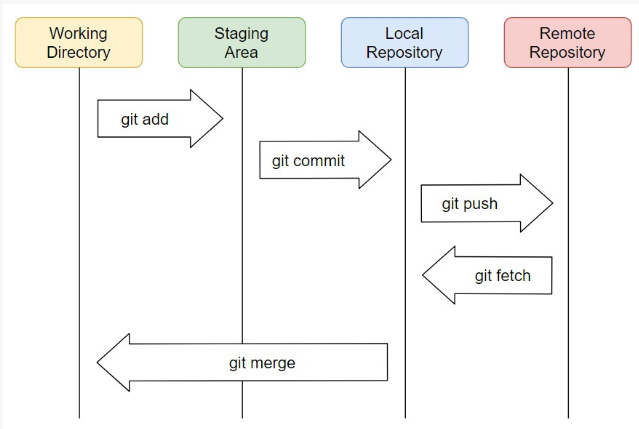 Working
Directory
Staging
Area
Local
Repository
Remote
Repository
git add
git commit
git push
git fetch
git merge